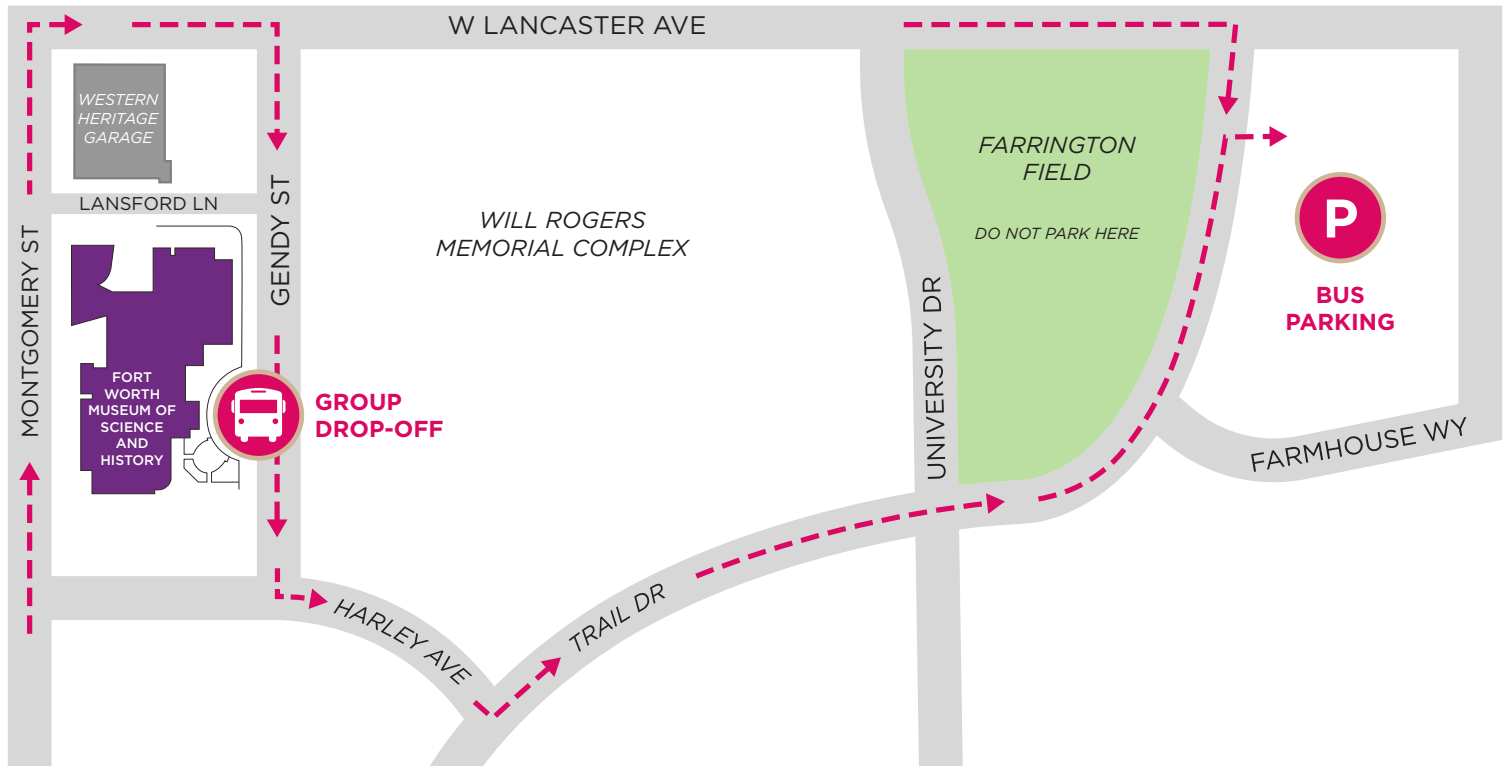 W LANCASTER AVE
WESTERN
HERITAGE
GARAGE
LANSFORD LN
MONTGOMERY ST
GENDY ST
FORT
WORTH
MUSEUM OF
SCIENCE
AND
HISTORY
GROUP
DROP-OFF
WILL ROGERS
MEMORIAL COMPLEX
UNIVERSITY DR
FARRINGTON
FIELD
DO NOT PARK HERE
P
BUS
PARKING
FARMHOUSE WY
HARLEY AVE
TRAIL DR